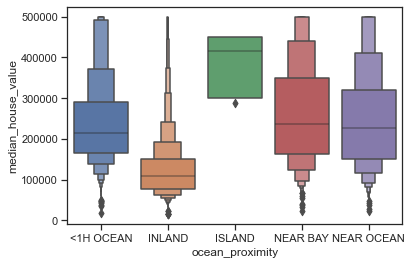 500000
400000
300000
200000
100000
0
median_house_value
<1H OCEAN INLAND ISLAND NEAR BAY NEAR OCEAN
ocean_proximity